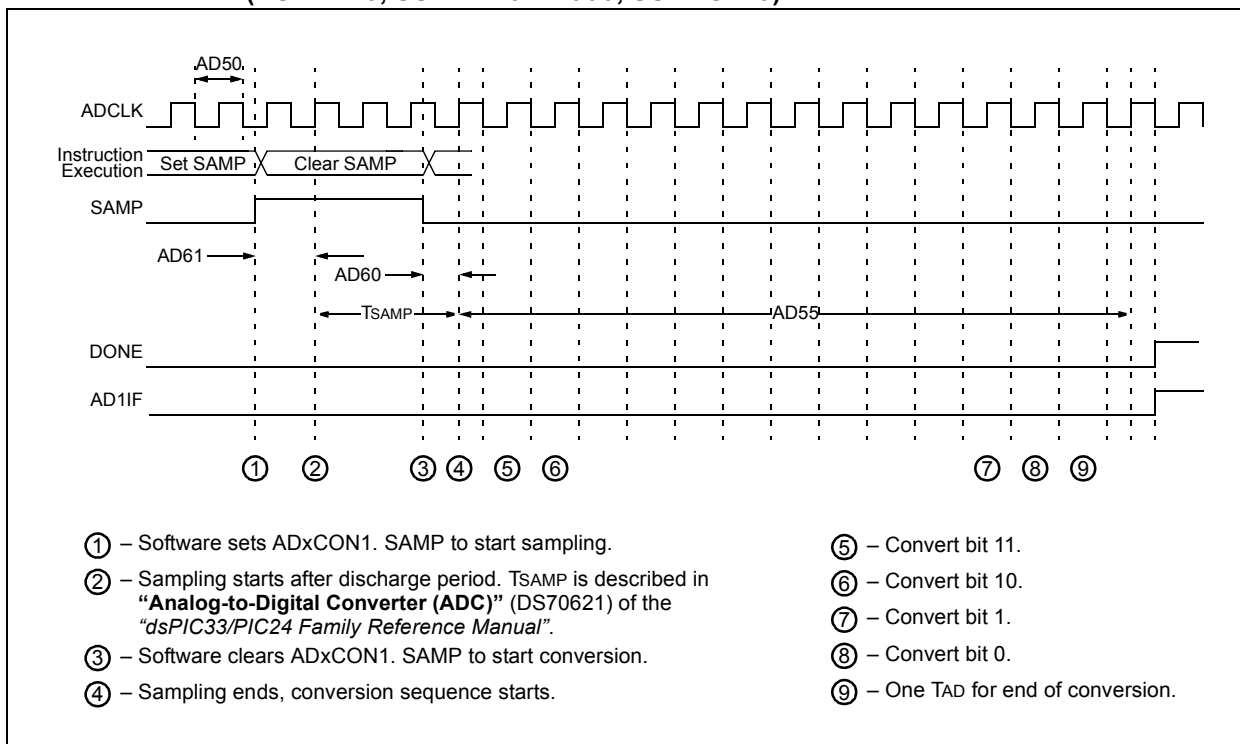 AD50
ADCLK
Instruction
Execution
Set SAMP
Clear SAMP
SAMP
AD61
AD60
TSAMP
AD55
DONE
AD1IF
1 2 3 4 5 6 7 8 9
① – Software sets ADxCON1. SAMP to start sampling.
② – Sampling starts after discharge period. TSAMP is described in
“Analog-to-Digital Converter (ADC)” (DS70621) of the
“dsPIC33/PIC24 Family Reference Manual”.
③ – Software clears ADxCON1. SAMP to start conversion.
④ – Sampling ends, conversion sequence starts.
⑤ – Convert bit 11.
⑥ – Convert bit 10.
⑦ – Convert bit 1.
⑧ – Convert bit 0.
⑨ – One TAD for end of conversion.